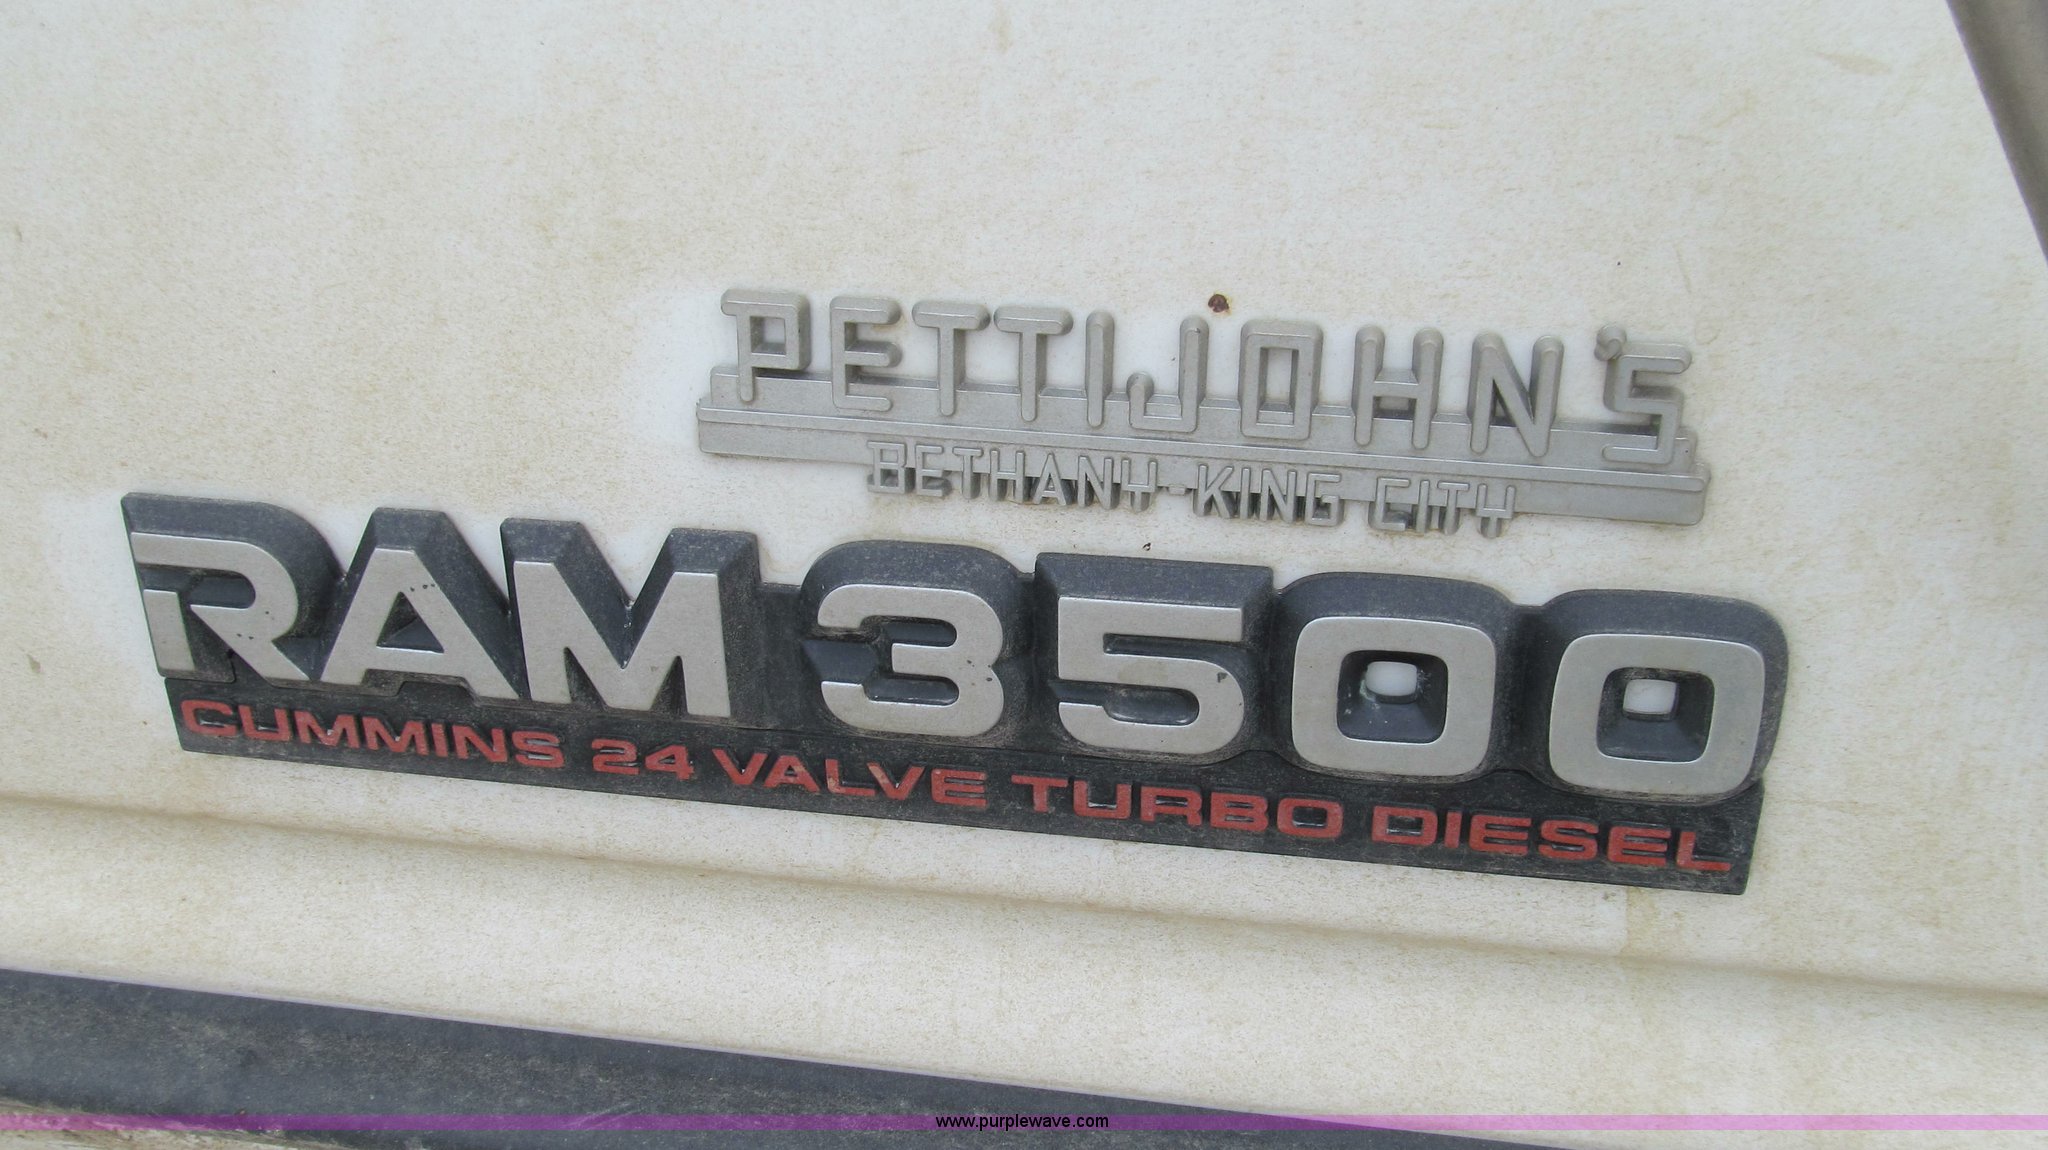 PETTIJOHN'S
BETHANY-KING CITY
RAM 3500
CUMMINS 24 VALVE TURBO DIESEL
www.purplewave.com